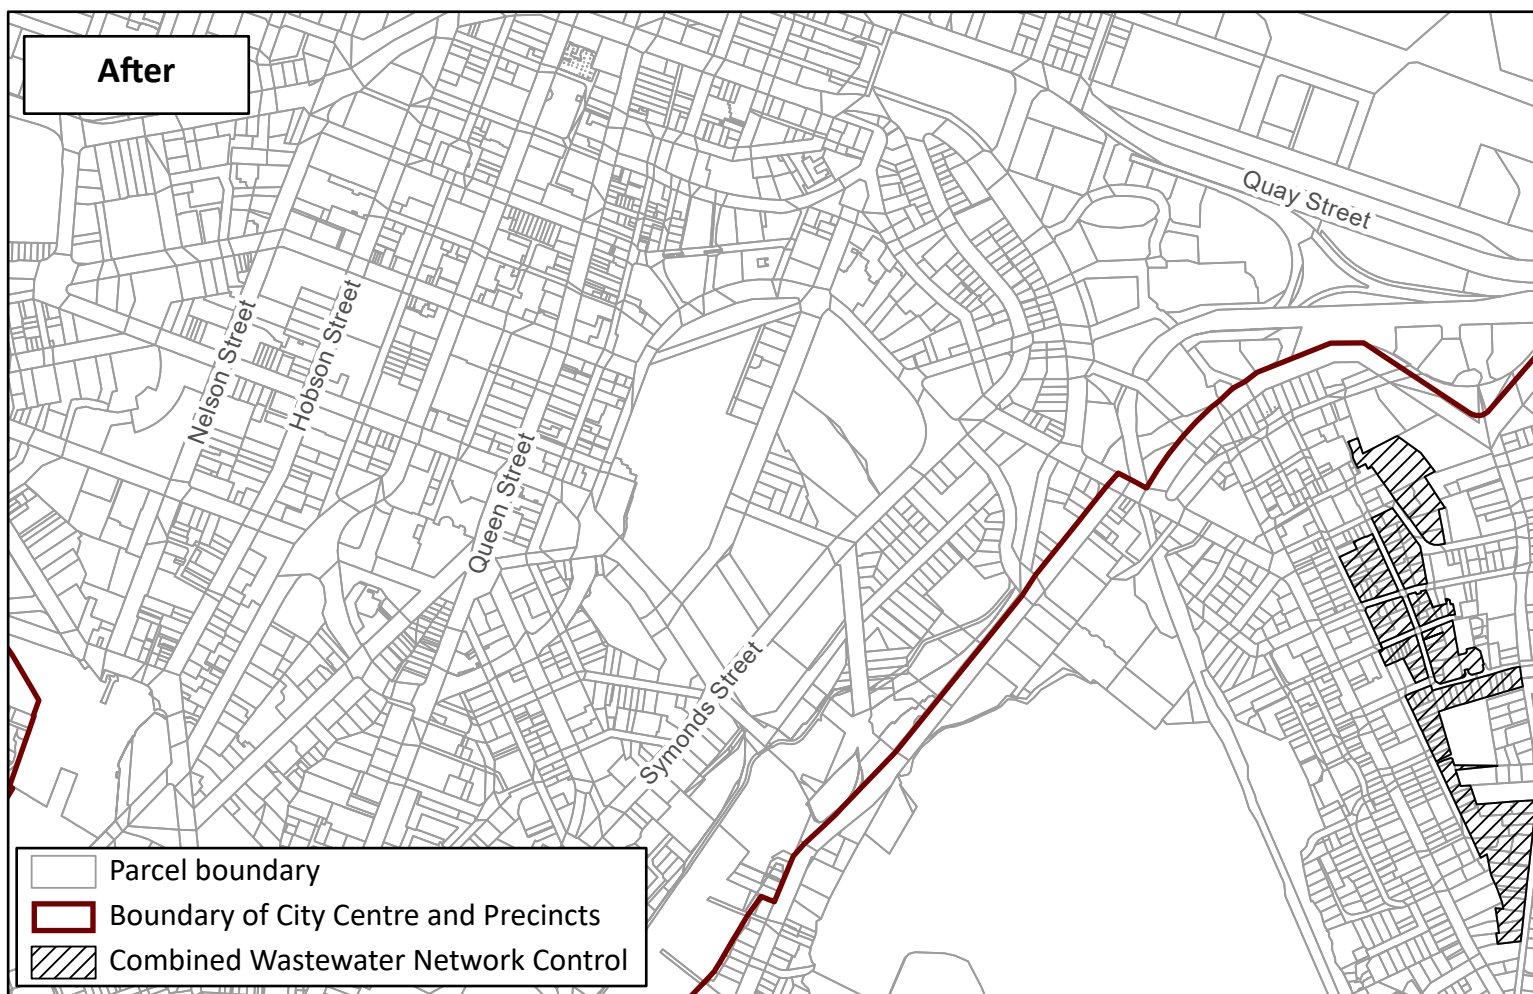 After
Quay Street
Nelson Street
Hobson Street
Queen Street
Symonds Street
Parcel boundary
Boundary of City Centre and Precincts
Combined Wastewater Network Control